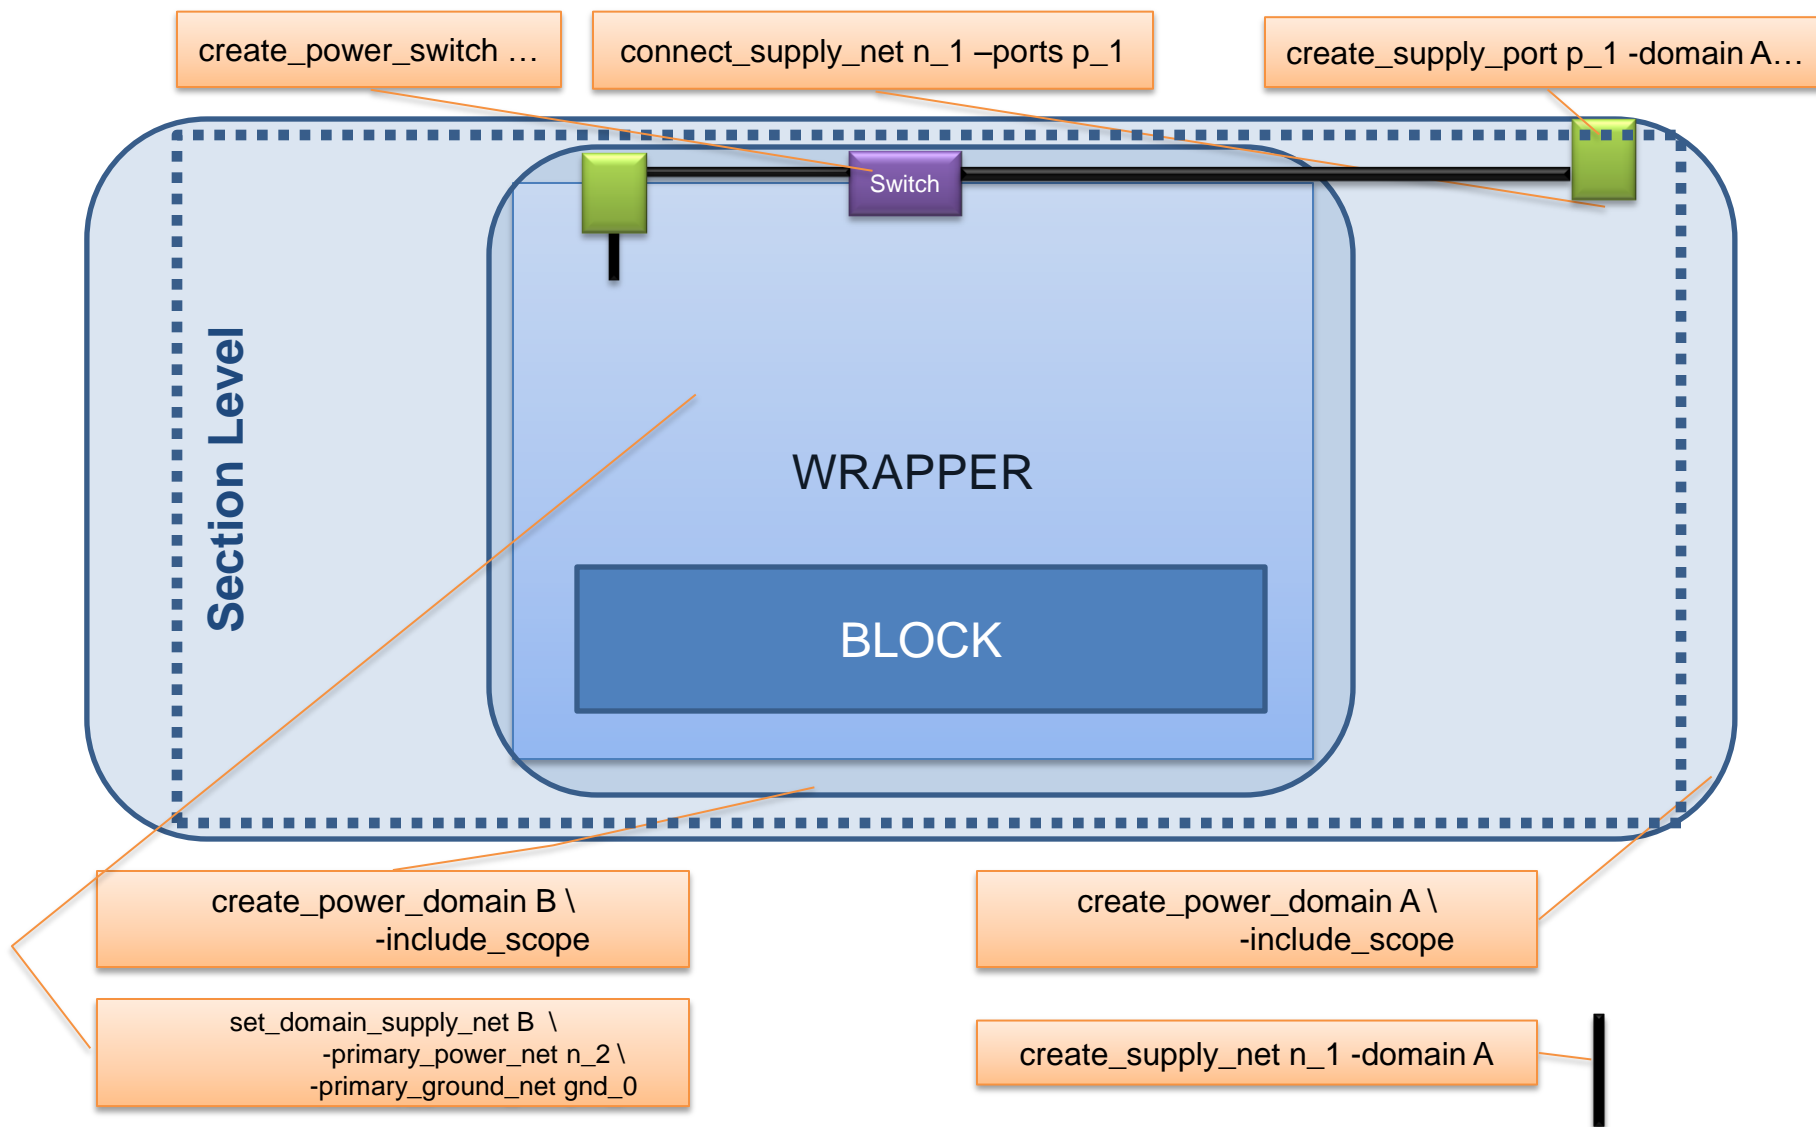 create_power_switch …
connect_supply_net n_1 –ports p_1
create_supply_port p_1 -domain A…
Switch
Section Level
WRAPPER
BLOCK
create_power_domain B \
-include_scope
create_power_domain A \
-include_scope
set_domain_supply_net B \
-primary_power_net n_2 \
-primary_ground_net gnd_0
create_supply_net n_1 -domain A